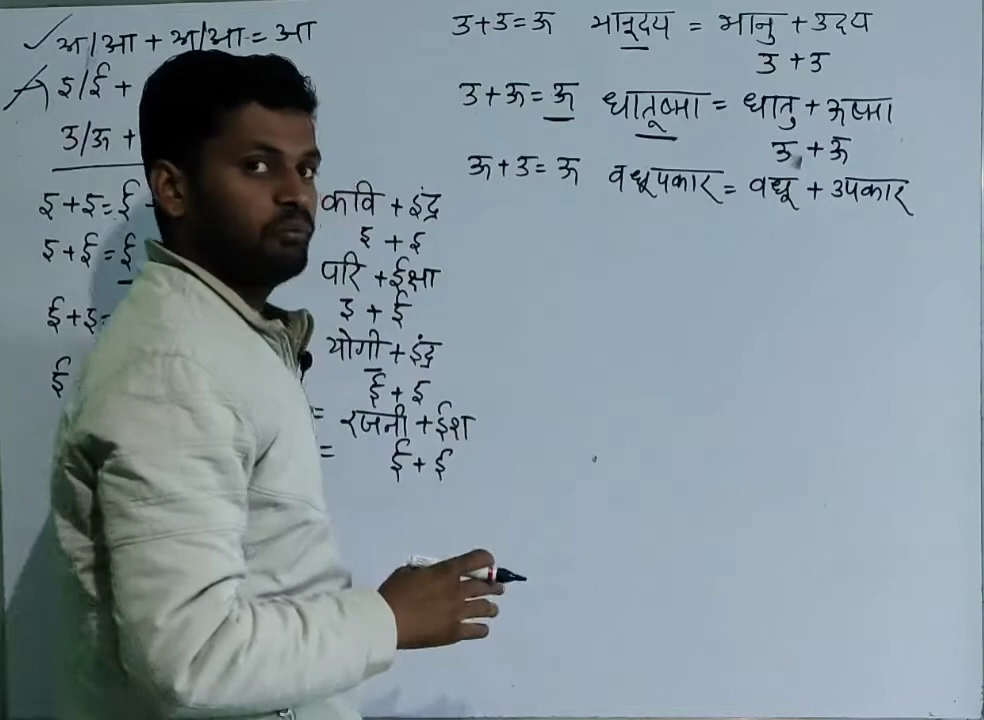 अ/आ + अ/आ = आ
इ/ई +
उ/ऊ +
इ+इ=ई
कवि + इंद्र
इ + इ
इ+ई=ई
परि + ईक्षा
इ + ई
ई+इ=
योगी + इंद्र
ई + इ
ई
= रजनी + ईश
= ई + ई
उ+उ=ऊ भानूदय = भानु + उदय
उ + उ
उ+ऊ=ऊ धातूष्मा = धातु + ऊष्मा
उ + ऊ
ऊ+उ=ऊ वधूपकार = वधू + उपकार